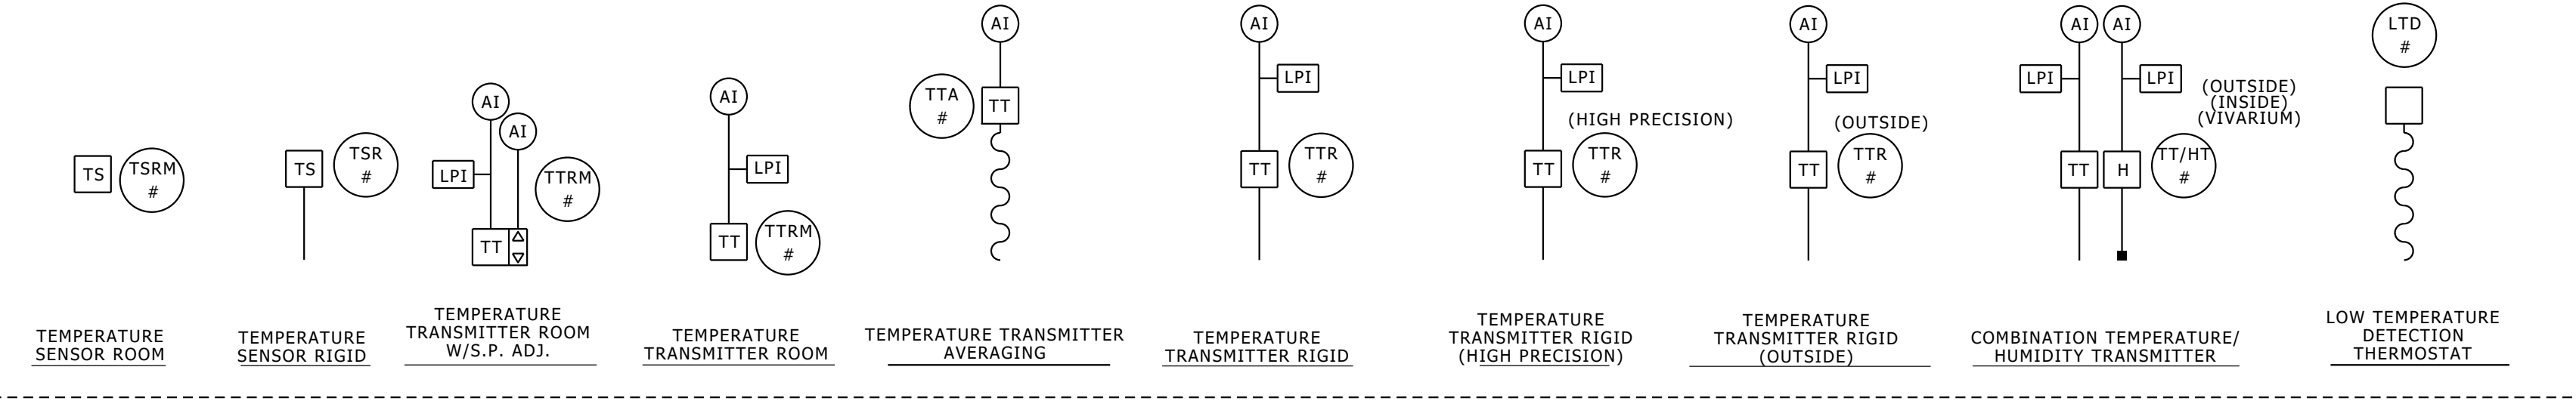 TS
TSRM
#
TEMPERATURE
SENSOR ROOM
TS
TSR
#
TEMPERATURE
SENSOR RIGID
AI
AI
LPI
TTRM
#
TT
TEMPERATURE
TRANSMITTER ROOM
W/S.P. ADJ.
AI
LPI
TT
TTRM
#
TEMPERATURE
TRANSMITTER ROOM
AI
TTA
#
TT
TEMPERATURE TRANSMITTER
AVERAGING
AI
LPI
TT
TTR
#
TEMPERATURE
TRANSMITTER RIGID
AI
LPI
(HIGH PRECISION)
TT
TTR
#
TEMPERATURE
TRANSMITTER RIGID
(HIGH PRECISION)
AI
LPI
(OUTSIDE)
TT
TTR
#
TEMPERATURE
TRANSMITTER RIGID
(OUTSIDE)
AI
AI
LPI
LPI
(OUTSIDE)
(INSIDE)
(VIVARIUM)
TT
H
TT/HT
#
COMBINATION TEMPERATURE/
HUMIDITY TRANSMITTER
LTD
#
LOW TEMPERATURE
DETECTION
THERMOSTAT